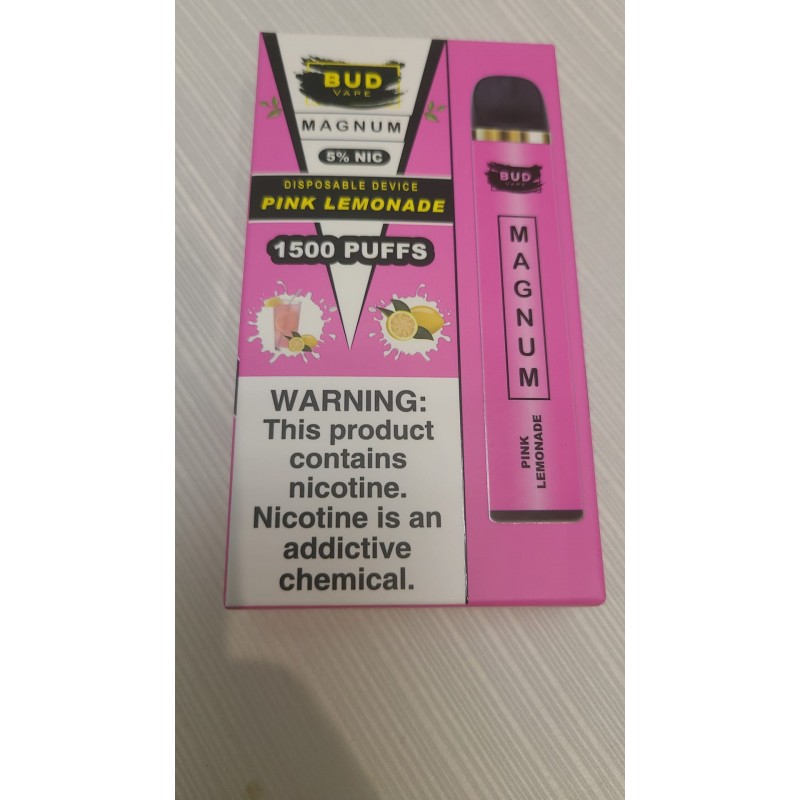 BUD
VAPE
MAGNUM
5% NIC
DISPOSABLE DEVICE
PINK LEMONADE
1500 PUFFS
WARNING:
This product
contains
nicotine.
Nicotine is an
addictive
chemical.
BUD
VAPE
MAGNUM
PINK
LEMONADE